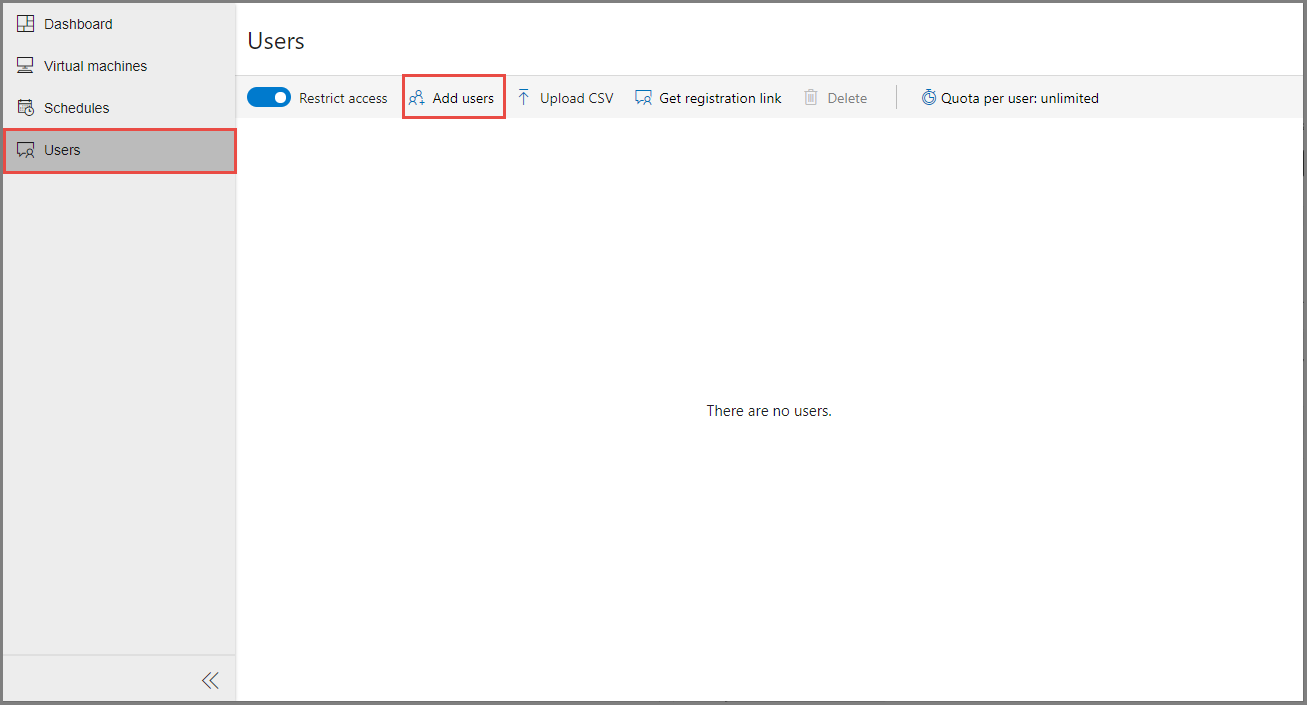 Dashboard
Virtual machines
Schedules
Users
Users
Restrict access Add users Upload CSV Get registration link Delete Quota per user: unlimited
There are no users.